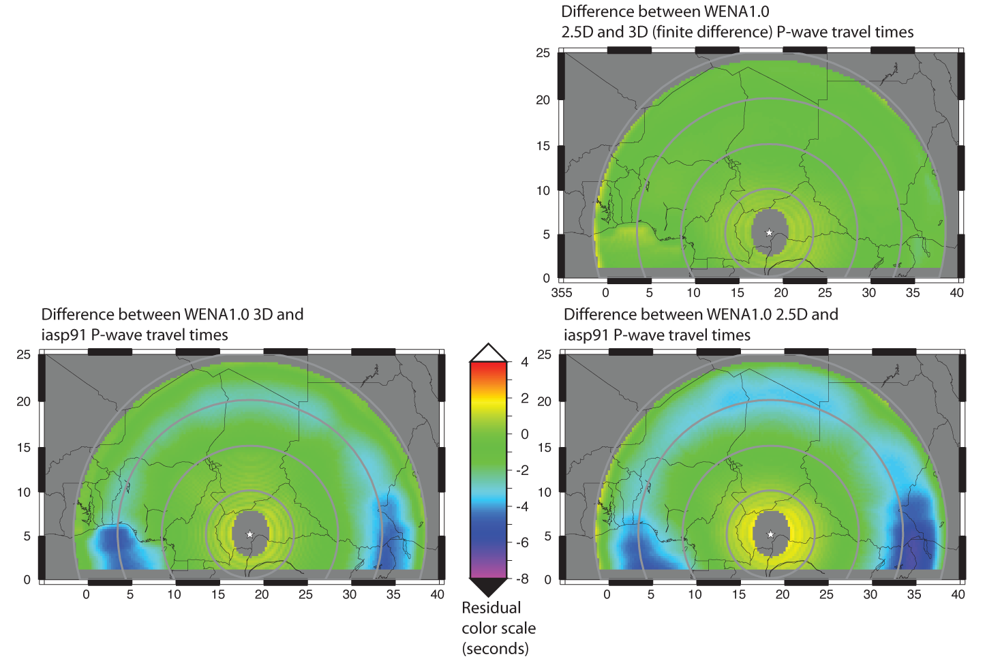 Difference between WENA1.0
2.5D and 3D (finite difference) P-wave travel times
25
20
15
10
5
0
355 0 5 10 15 20 25 30 35 40
Difference between WENA1.0 3D and
iasp91 P-wave travel times
25
20
15
10
5
0
0 5 10 15 20 25 30 35 40
4
2
0
-2
-4
-6
-8
Residual
color scale
(seconds)
Difference between WENA1.0 2.5D and
iasp91 P-wave travel times
25
20
15
10
5
0
0 5 10 15 20 25 30 35 40